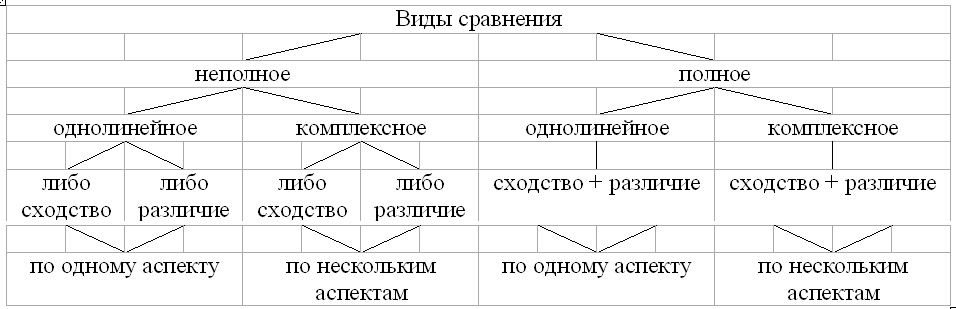 Виды сравнения
неполное полное
однолинейное комплексное однолинейное комплексное
либо либо либо либо сходство + различие сходство + различие
сходство различие сходство различие
по одному аспекту по нескольким по одному аспекту по нескольким
аспектам аспектам